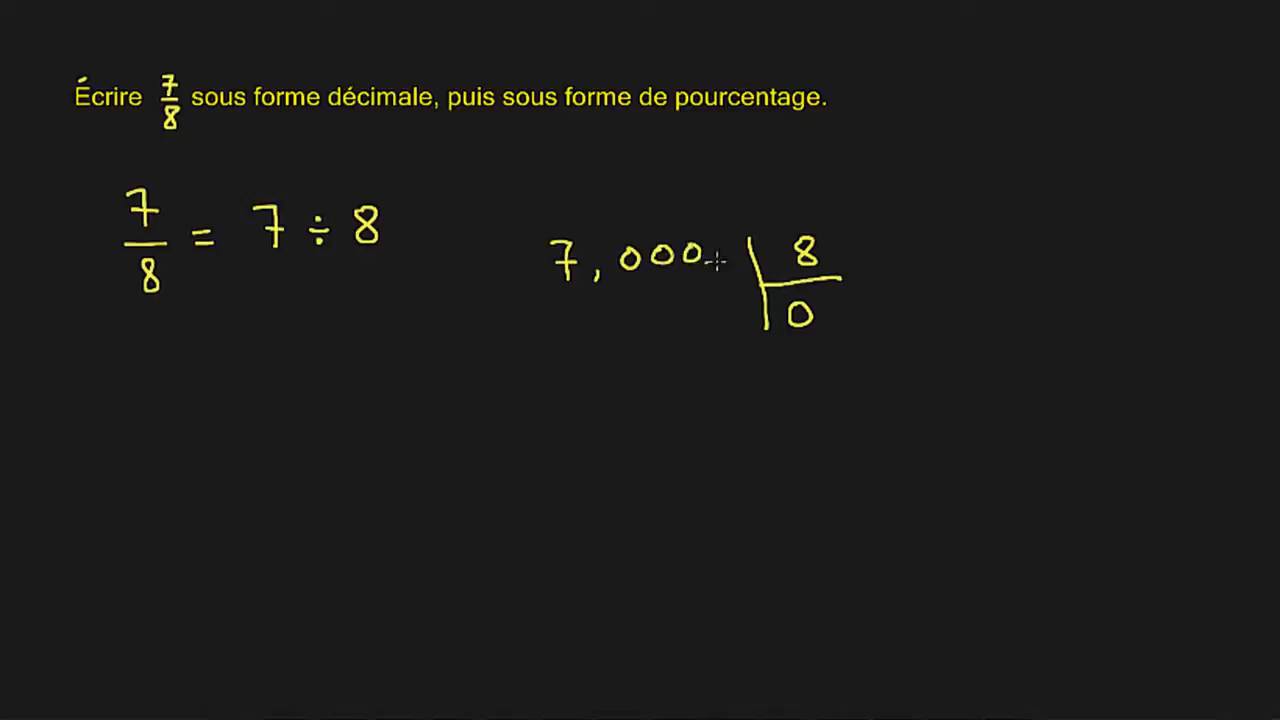 Écrire 7/8 sous forme décimale, puis sous forme de pourcentage.
7/8 = 7 ÷ 8
7,000 8
0